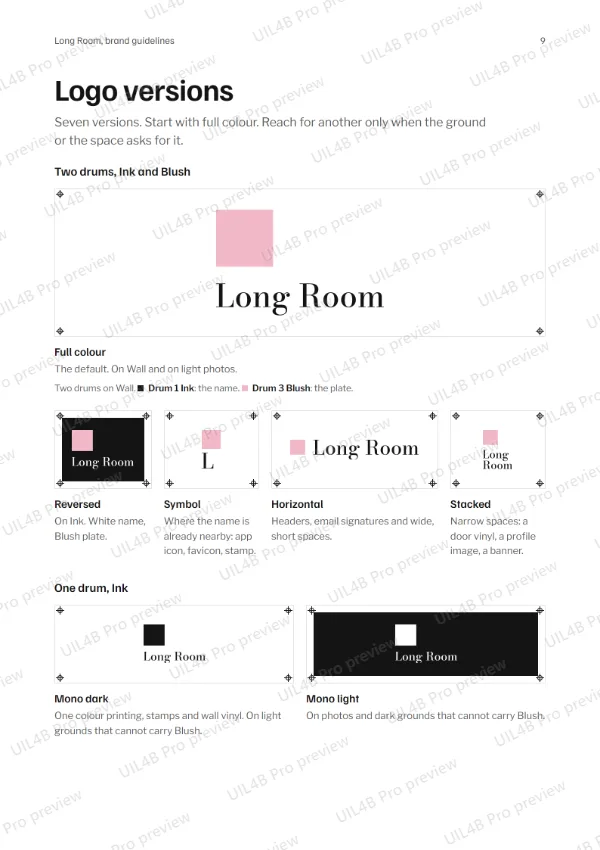 Long Room, brand guidelines
9
Logo versions
Seven versions. Start with full colour. Reach for another only when the ground
or the space asks for it.
Two drums, Ink and Blush
Long Room
Full colour
The default. On Wall and on light photos.
Two drums on Wall. Drum 1 Ink: the name. Drum 3 Blush: the plate.
Long Room
L
Long Room
Long
Room
Reversed
On Ink. White name,
Blush plate.
Symbol
Where the name is
already nearby: app
icon, favicon, stamp.
Horizontal
Headers, email signatures and wide,
short spaces.
Stacked
Narrow spaces: a
door vinyl, a profile
image, a banner.
One drum, Ink
Long Room
Long Room
Mono dark
One colour printing, stamps and wall vinyl. On light
grounds that cannot carry Blush.
Mono light
On photos and dark grounds that cannot carry Blush.
UIL4B Pro preview